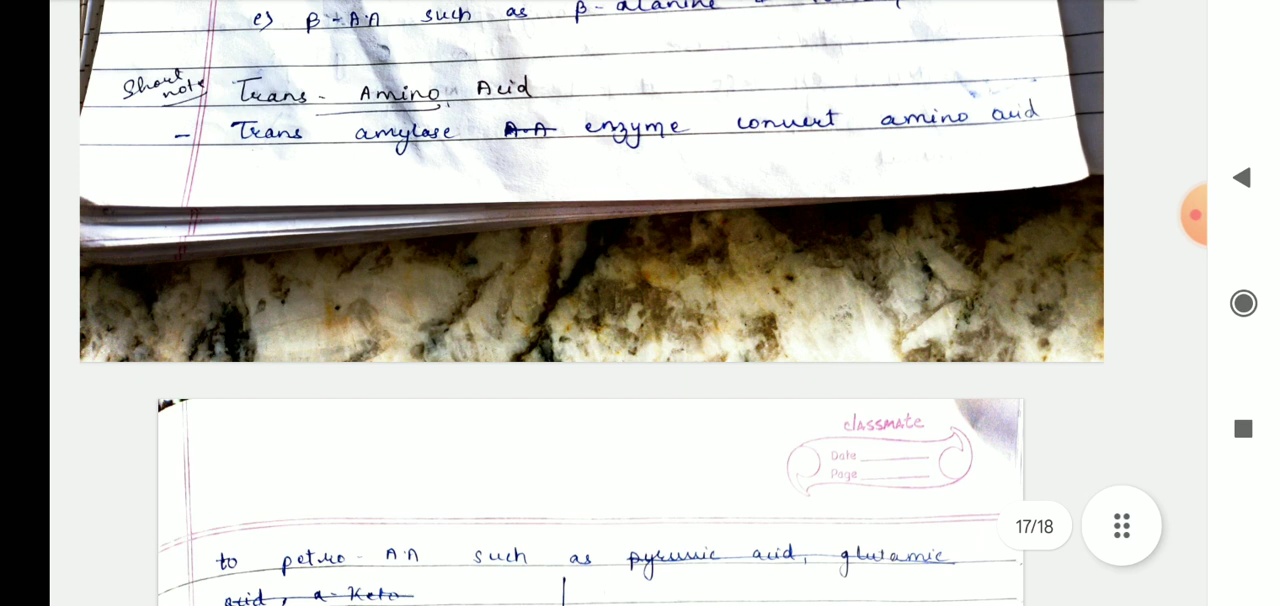 e) β-A.A such as β-alanine
Short note
Trans - Amino Acid
- Trans amylase A-A enzyme convert amino acid
classmate
Date
Page
17/18
to petuo - A.A such as pyruvic acid, glutamic
acid, a-Keto